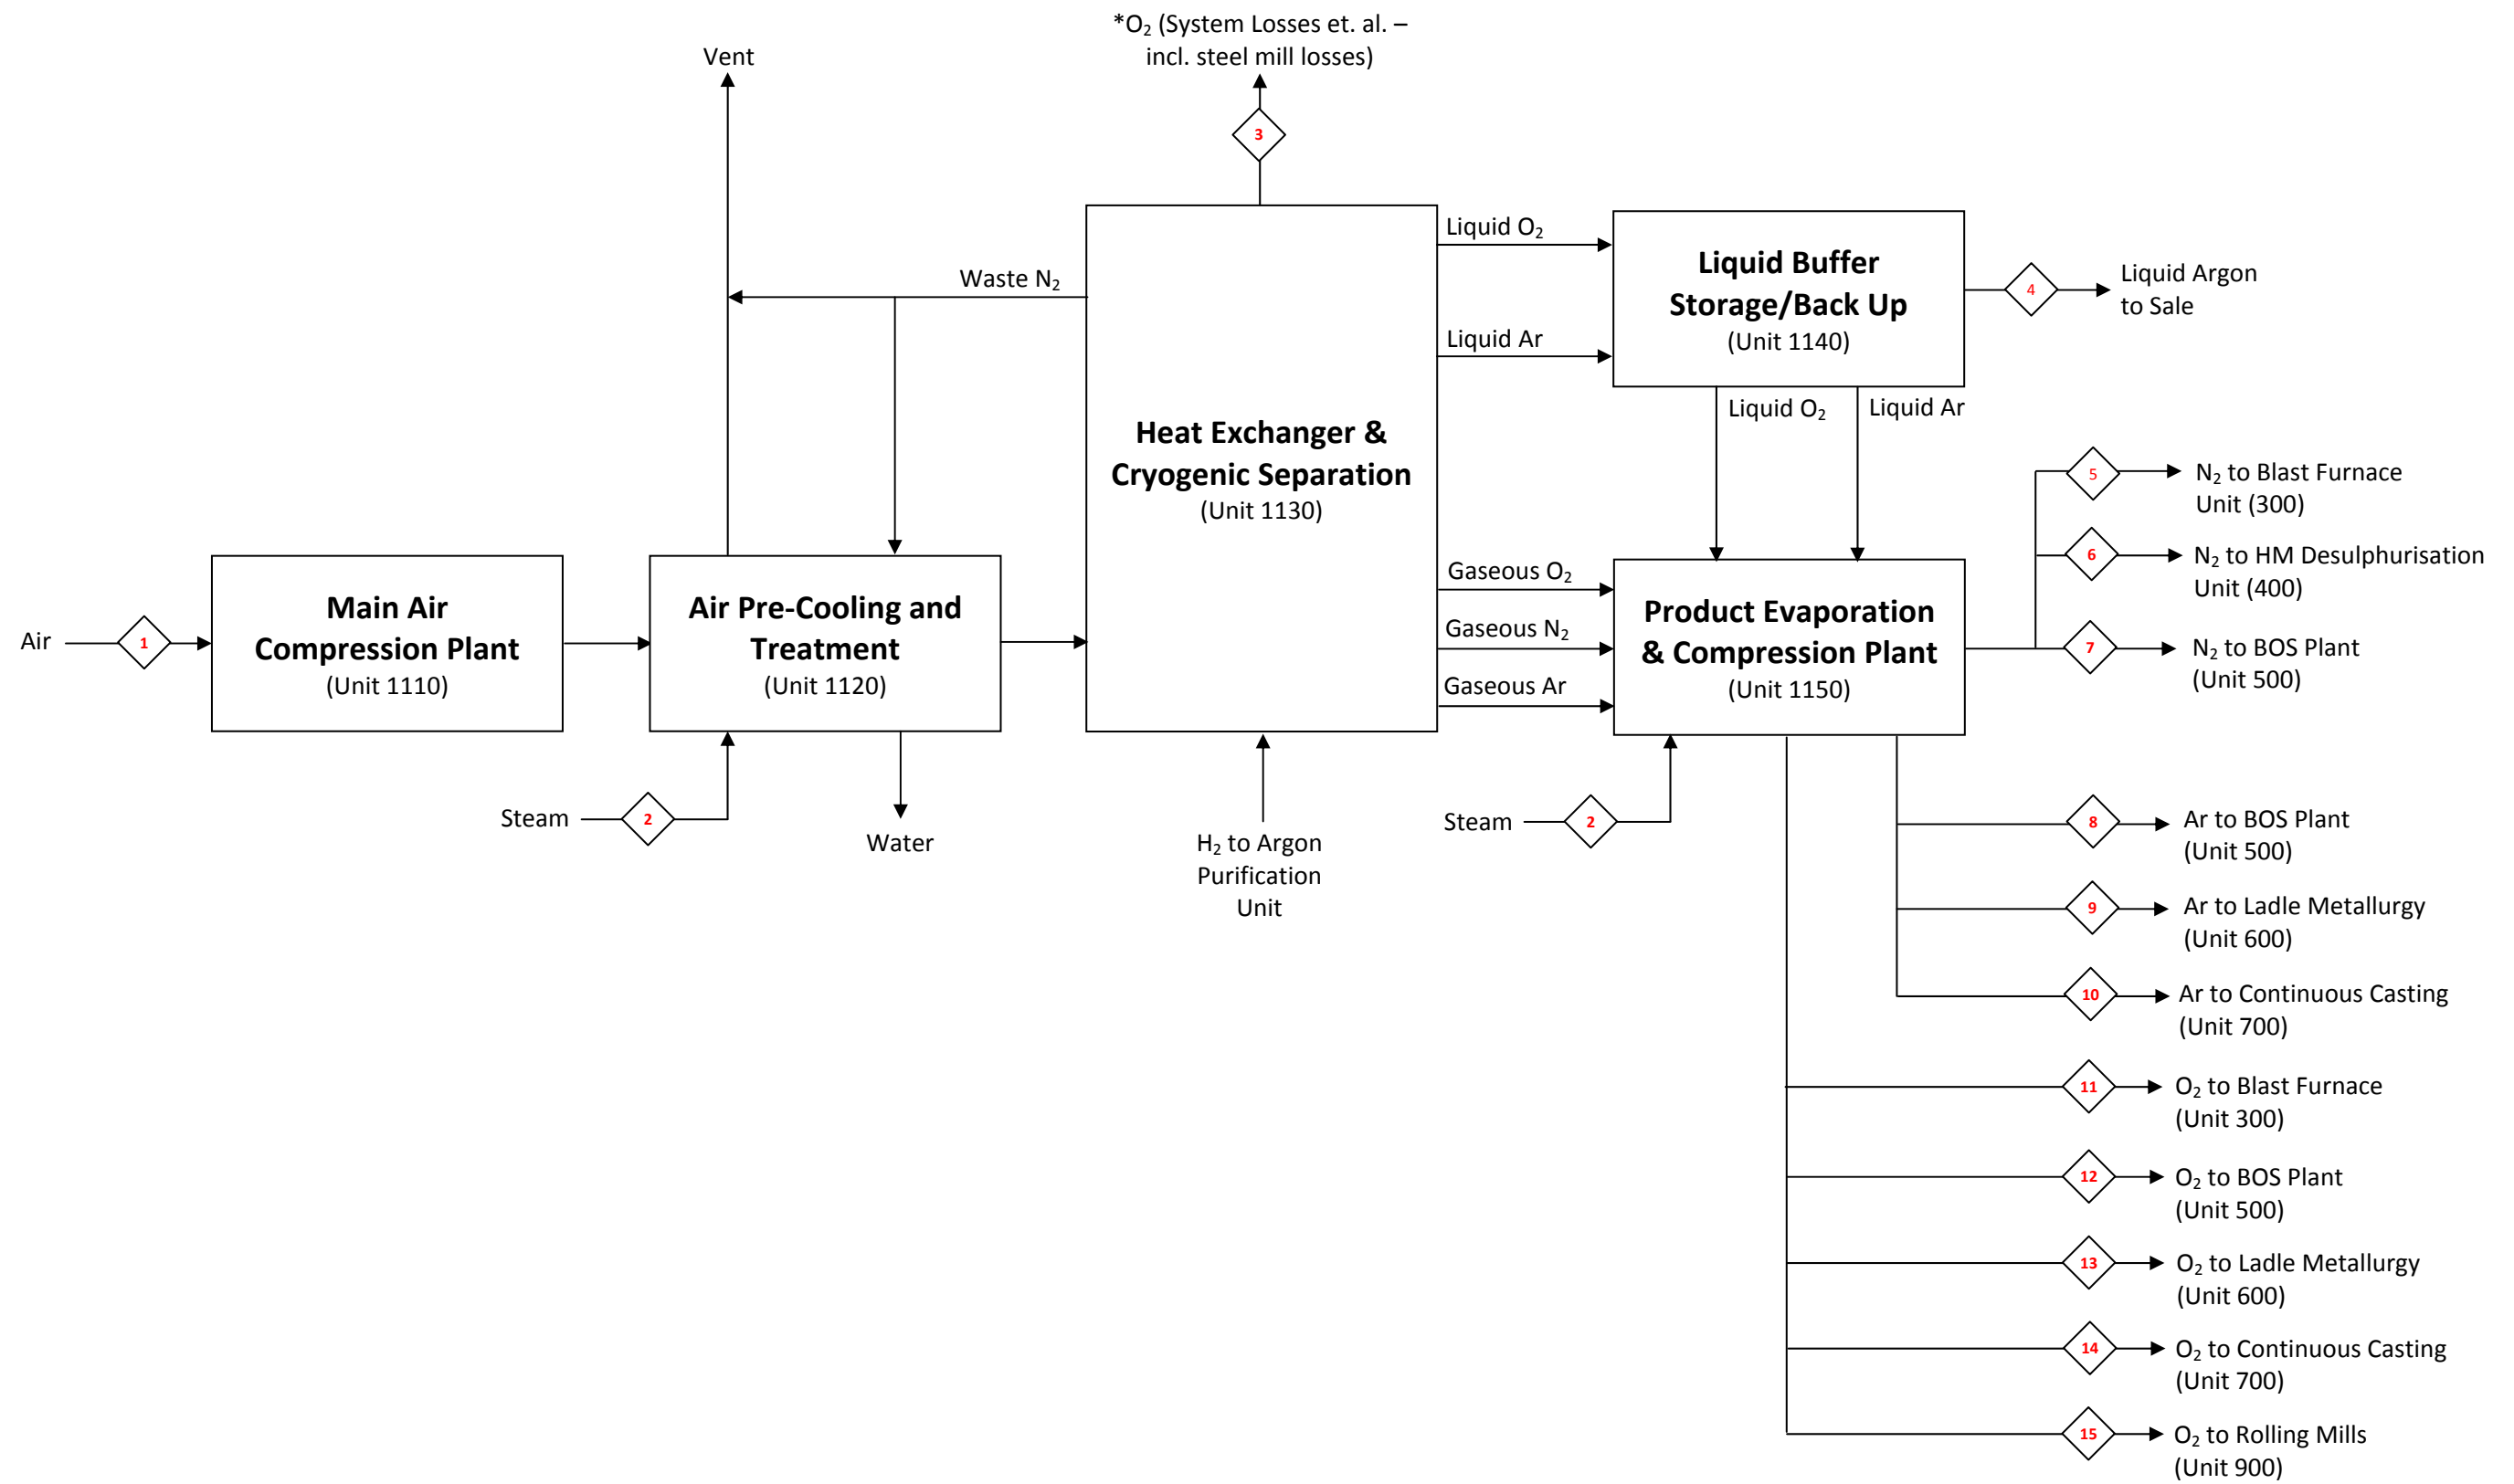 *O₂ (System Losses et. al. –
incl. steel mill losses)
Vent
3
Waste N₂
Liquid O₂
Liquid Ar
Liquid Buffer
Storage/Back Up
(Unit 1140)
4
Liquid Argon
to Sale
Liquid O₂
Liquid Ar
Heat Exchanger &
Cryogenic Separation
(Unit 1130)
Air
1
Main Air
Compression Plant
(Unit 1110)
Air Pre-Cooling and
Treatment
(Unit 1120)
Gaseous O₂
Gaseous N₂
Gaseous Ar
Product Evaporation
& Compression Plant
(Unit 1150)
5
N₂ to Blast Furnace
Unit (300)
6
N₂ to HM Desulphurisation
Unit (400)
7
N₂ to BOS Plant
(Unit 500)
Steam
2
Water
H₂ to Argon
Purification
Unit
Steam
2
8
Ar to BOS Plant
(Unit 500)
9
Ar to Ladle Metallurgy
(Unit 600)
10
Ar to Continuous Casting
(Unit 700)
11
O₂ to Blast Furnace
(Unit 300)
12
O₂ to BOS Plant
(Unit 500)
13
O₂ to Ladle Metallurgy
(Unit 600)
14
O₂ to Continuous Casting
(Unit 700)
15
O₂ to Rolling Mills
(Unit 900)